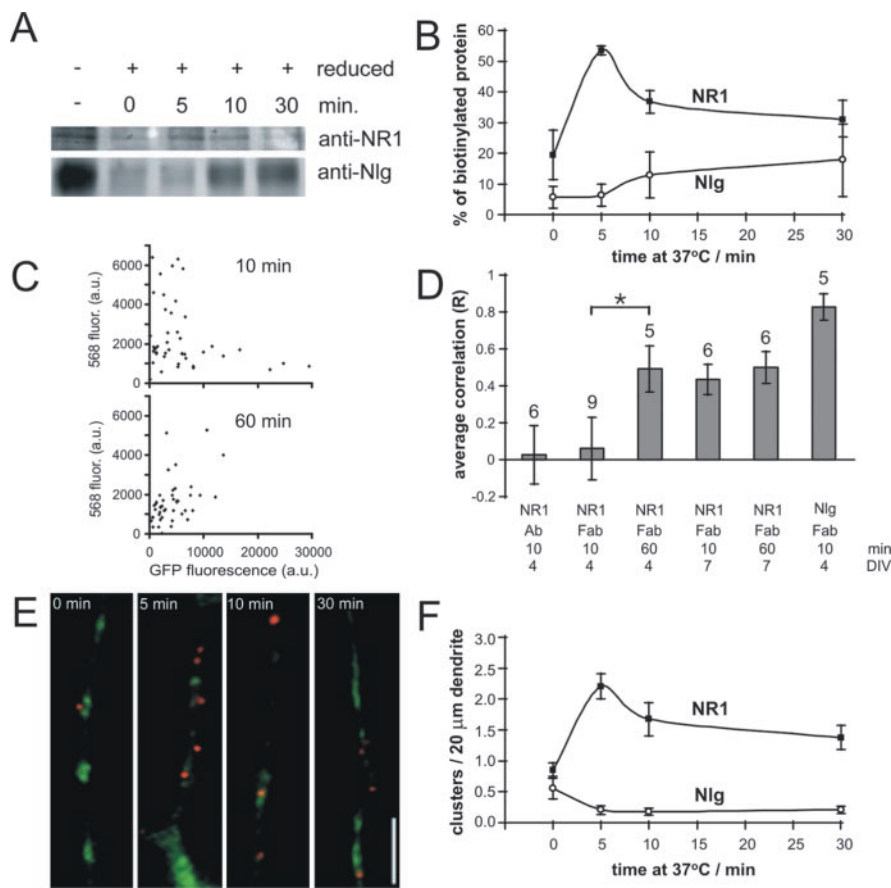 A
- + + + + reduced
- 0 5 10 30 min.
anti-NR1
anti-Nlg
B
% of biotinylated protein
70
60
50
40
30
20
10
0
NR1
Nlg
0 5 10 15 20 25 30
time at 37°C / min
C
568 fluor. (a.u.)
6000
4000
2000
0
10 min
568 fluor. (a.u.)
6000
4000
2000
0
60 min
0 10000 20000 30000
GFP fluorescence (a.u.)
D
average correlation (R)
1
0.8
0.4
0
-0.2
*
6 9 5 6 6 5
NR1 NR1 NR1 NR1 NR1 Nlg
Ab Fab Fab Fab Fab Fab
10 10 60 10 60 10 min
4 4 4 7 7 4 DIV
E
0 min 5 min 10 min 30 min
F
clusters / 20 μm dendrite
3.0
2.5
2.0
1.5
1.0
0.5
0.0
NR1
Nlg
0 5 10 15 20 25 30
time at 37°C / min